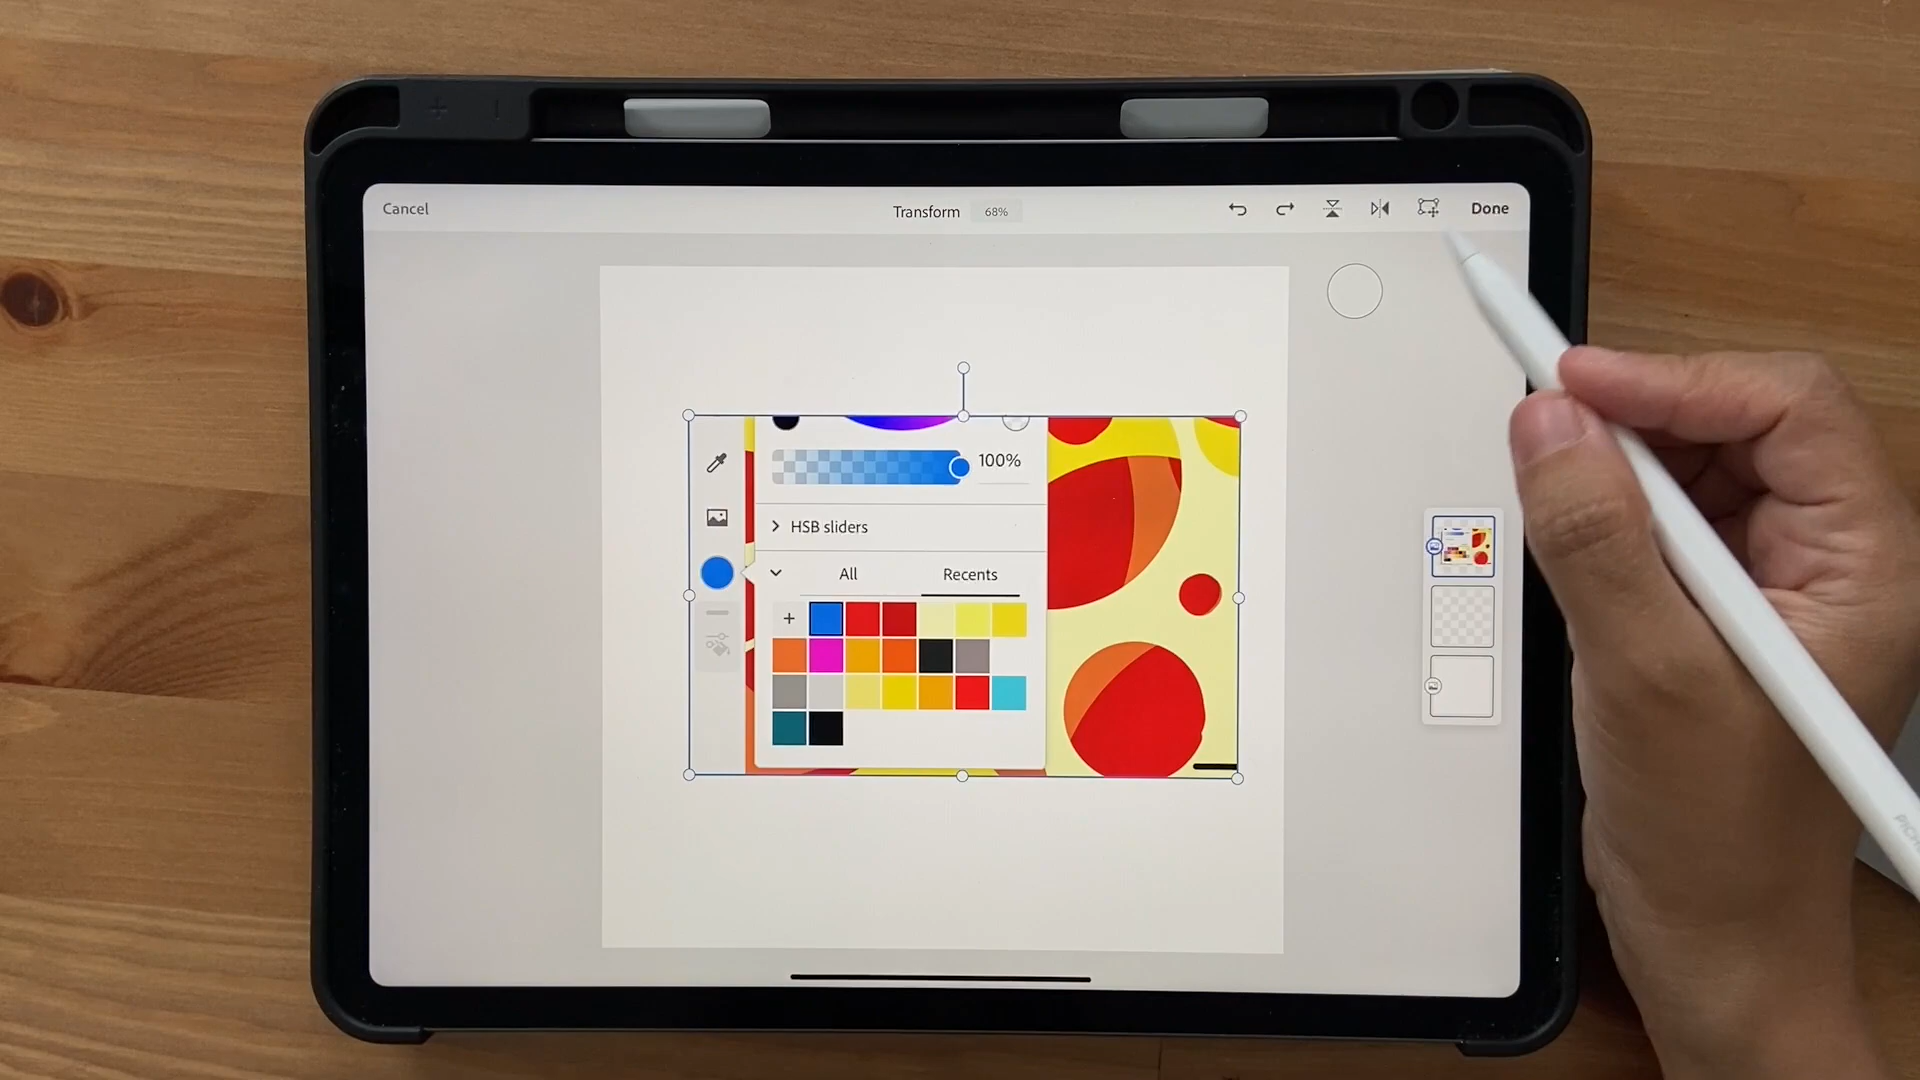 Cancel
Transform 68%
Done
100%
HSB sliders
All Recents